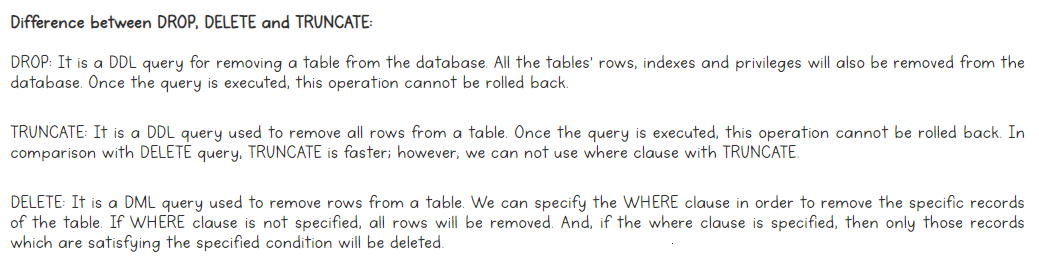 Difference between DROP, DELETE and TRUNCATE:
DROP: It is a DDL query for removing a table from the database. All the tables' rows, indexes and privileges will also be removed from the
database. Once the query is executed, this operation cannot be rolled back.
TRUNCATE: It is a DDL query used to remove all rows from a table. Once the query is executed, this operation cannot be rolled back. In
comparison with DELETE query, TRUNCATE is faster; however, we can not use where clause with TRUNCATE.
DELETE: It is a DML query used to remove rows from a table. We can specify the WHERE clause in order to remove the specific records
of the table. If WHERE clause is not specified, all rows will be removed. And, if the where clause is specified, then only those records
which are satisfying the specified condition will be deleted.